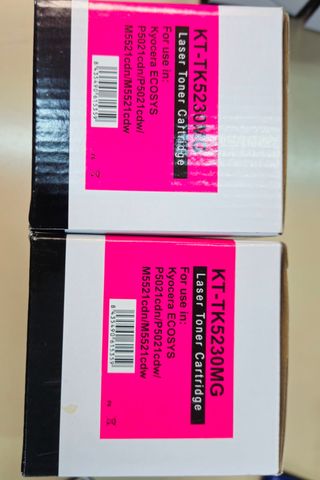 KT-TK5230MG
Laser Toner Cartridge
For use in:
Kyocera ECOSYS
P5021cdn/P5021cdw/
M5521cdn/M5521cdw
KT-TK5230MG
Laser Toner Cartridge
For use in:
Kyocera ECOSYS
P5021cdn/P5021cdw/
M5521cdn/M5521cdw